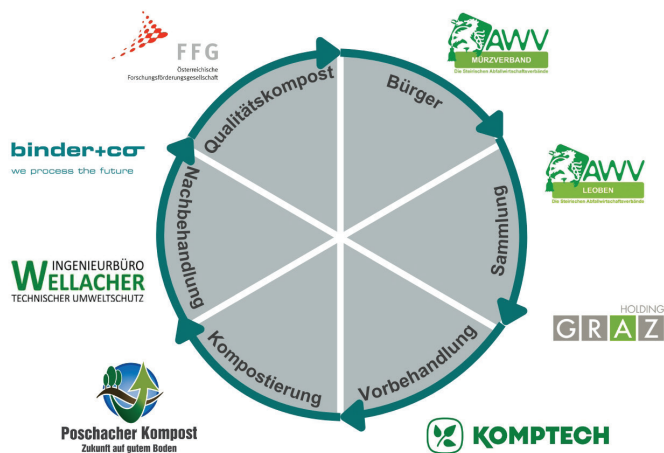 FFG
Österreichische
Forschungsförderungsgesellschaft
AWV
MÜRZVERBAND
Die Steirischen Abfallwirtschaftsverbände
binder+co
we process the future
Qualitätskompost
Bürger
AWV
LEOBEN
Die Steirischen Abfallwirtschaftsverbände
Nachbehandlung
Sammlung
INGENIEURBÜRO
WELLACHER
TECHNISCHER UMWELTSCHUTZ
HOLDING
GRAZ
Kompostierung
Vorbehandlung
Poschacher Kompost
Zukunft auf gutem Boden
KOMPTECH